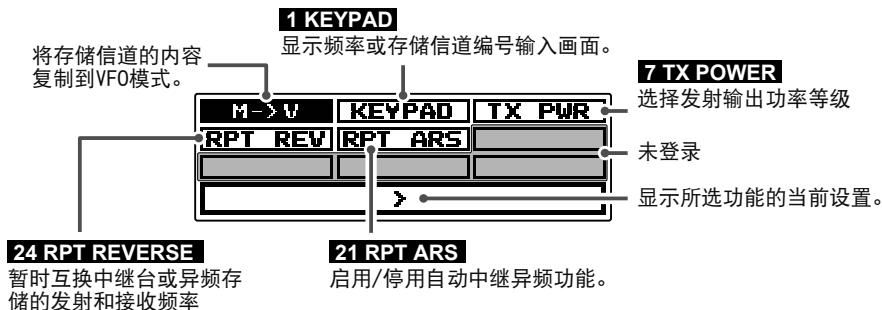 1 KEYPAD
显示频率或存储信道编号输入画面。
将存储信道的内容
复制到VFO模式。
7 TX POWER
选择发射输出功率等级
M->V KEYPAD TX PWR
RPT REV RPT ARS
未登录
>
显示所选功能的当前设置。
24 RPT REVERSE
暂时互换中继台或异频存
储的发射和接收频率
21 RPT ARS
启用/停用自动中继异频功能。